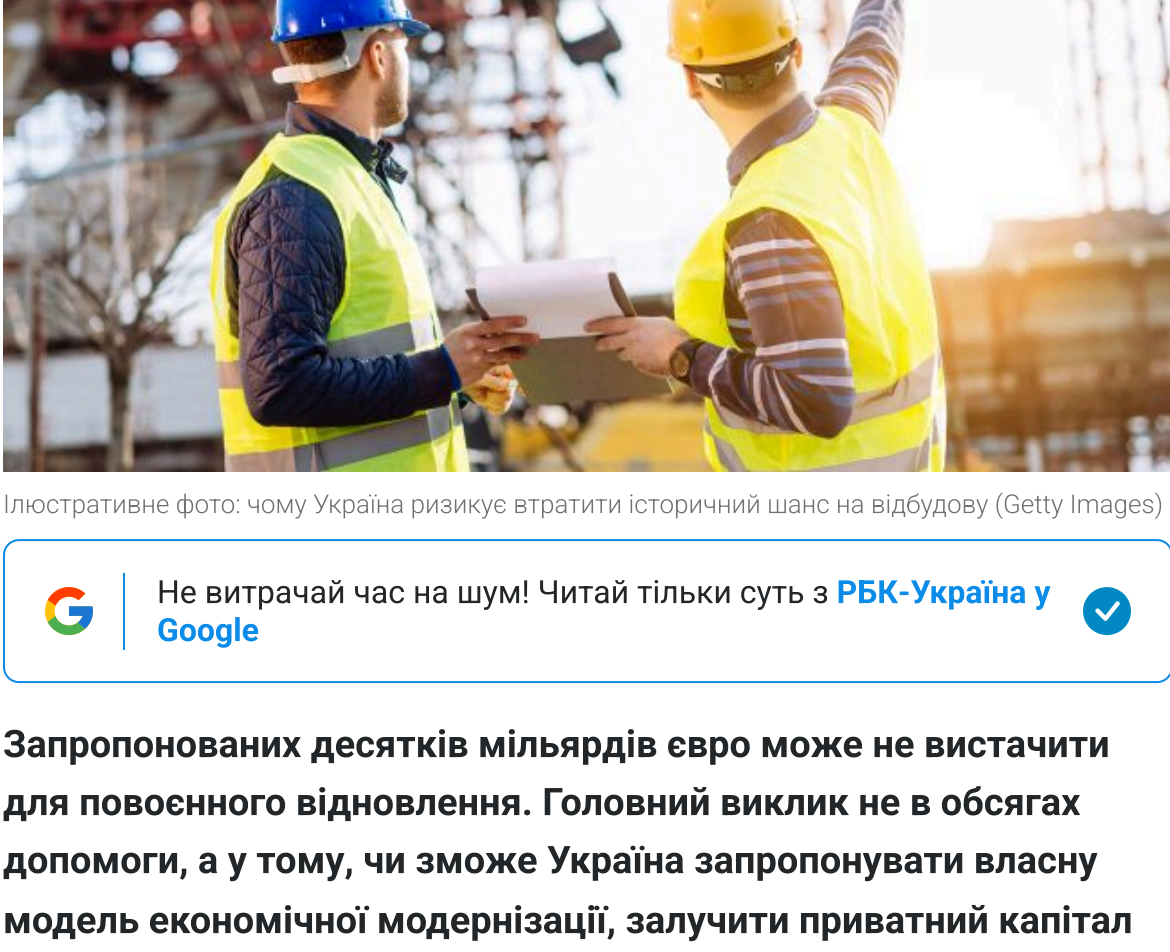 Ілюстративне фото: чому Україна ризикує втратити історичний шанс на відбудову (Getty Images)
Не витрачай час на шум! Читай тільки суть з РБК-Україна у
Google
Запропонованих десятків мільярдів євро може не вистачити
для повоєнного відновлення. Головний виклик не в обсягах
допомоги, а у тому, чи зможе Україна запропонувати власну
модель економічної модернізації, залучити приватний капітал